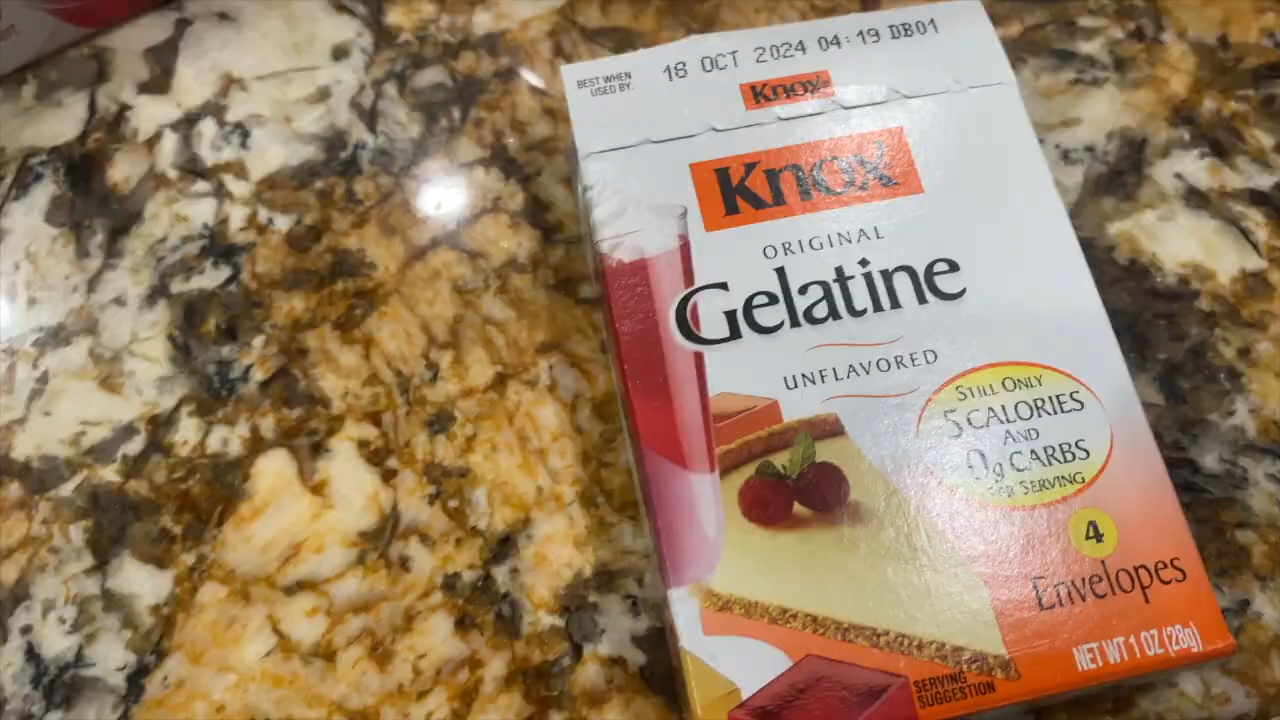 BEST WHEN
USED BY:
18 OCT 2024 04:19 DB01
Knox
Knox
ORIGINAL
Gelatine
UNFLAVORED
STILL ONLY
5 CALORIES
AND
0g CARBS
PER SERVING
4
Envelopes
NET WT 1 OZ (28g)
SERVING
SUGGESTION